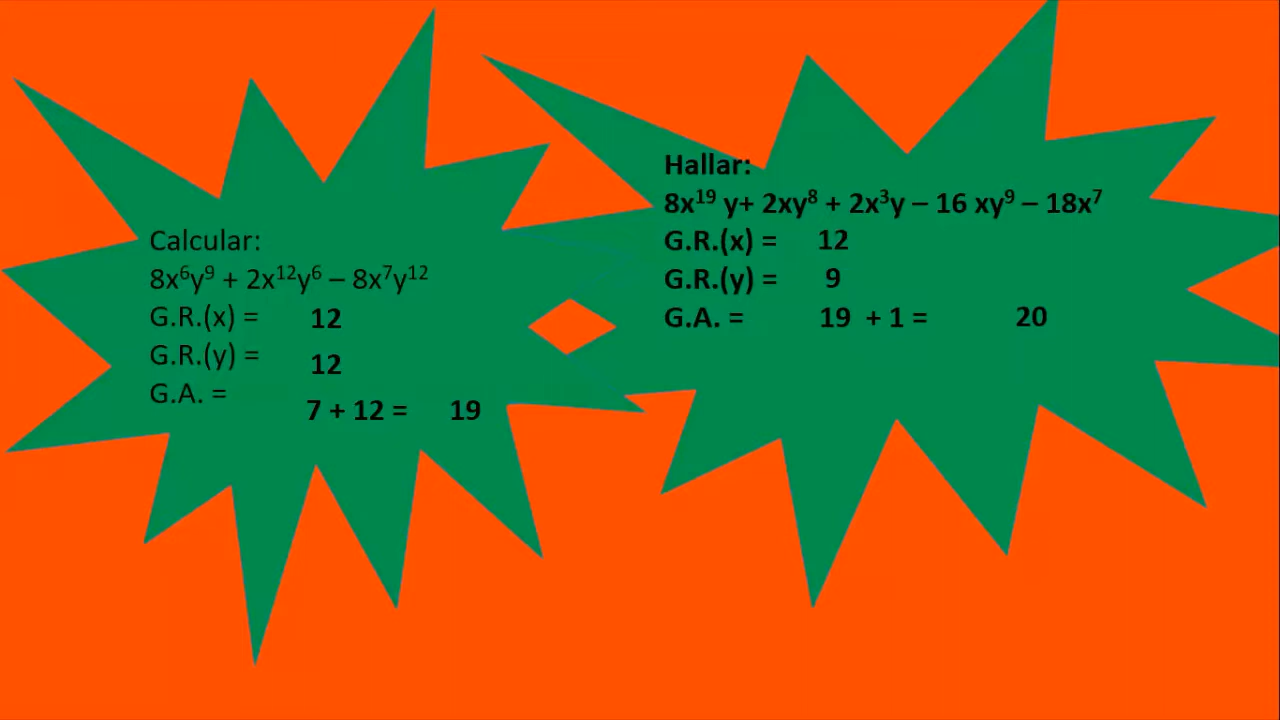 Calcular:
8x⁶y⁹ + 2x¹²y⁶ – 8x⁷y¹²
G.R.(x) = 12
G.R.(y) = 12
G.A. =
7 + 12 = 19
Hallar:
8x¹⁹ y+ 2xy⁸ + 2x³y – 16 xy⁹ – 18x⁷
G.R.(x) = 12
G.R.(y) = 9
G.A. = 19 + 1 = 20